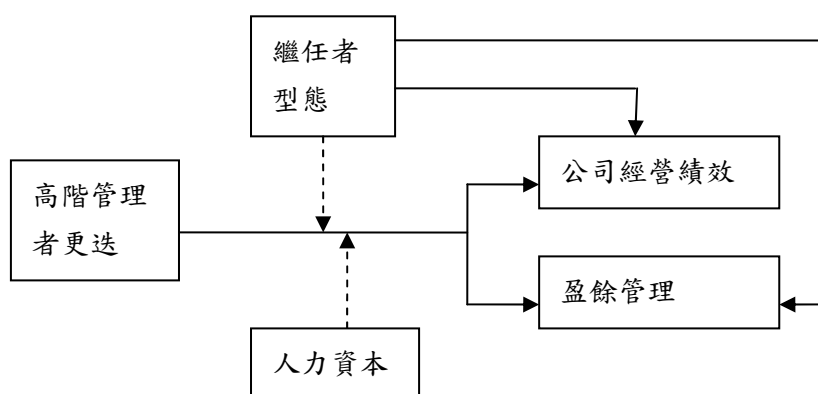 繼任者
型態
公司經營績效
高階管理
者更迭
盈餘管理
人力資本